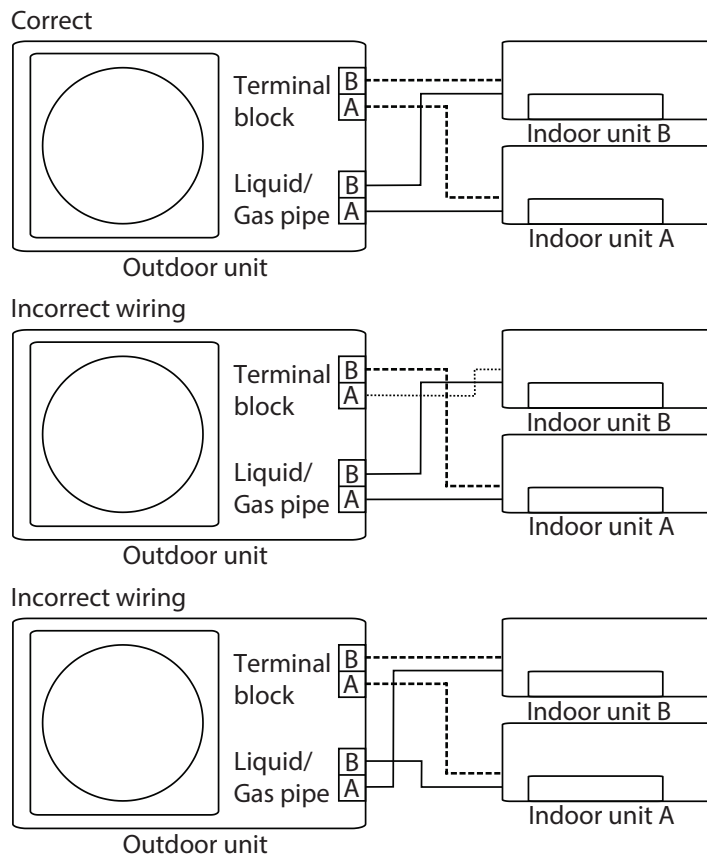 Correct
Terminal
block
B
A
Liquid/
Gas pipe
B
A
Outdoor unit
Indoor unit B
Indoor unit A
Incorrect wiring
Terminal
block
B
A
Liquid/
Gas pipe
B
A
Outdoor unit
Indoor unit B
Indoor unit A
Incorrect wiring
Terminal
block
B
A
Liquid/
Gas pipe
B
A
Outdoor unit
Indoor unit B
Indoor unit A